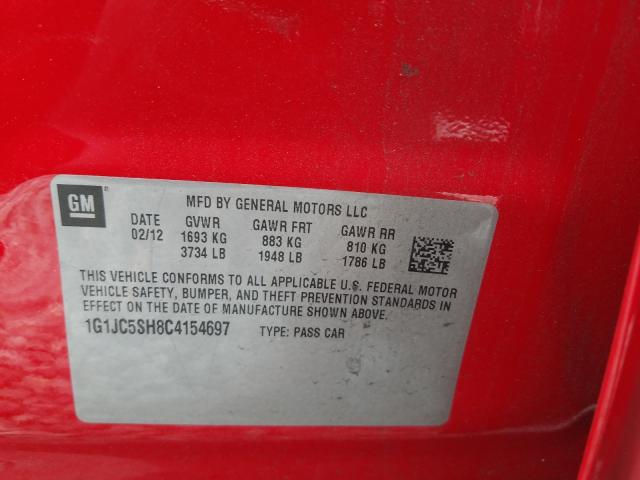 GM
MFD BY GENERAL MOTORS LLC
DATE GVWR GAWR FRT GAWR RR
02/12 1693 KG 883 KG 810 KG
3734 LB 1948 LB 1786 LB
THIS VEHICLE CONFORMS TO ALL APPLICABLE U.S. FEDERAL MOTOR
VEHICLE SAFETY, BUMPER, AND THEFT PREVENTION STANDARDS IN
EFFECT ON THE DATE OF MANUFACTURE SHOWN ABOVE.
1G1JC5SH8C4154697 TYPE: PASS CAR